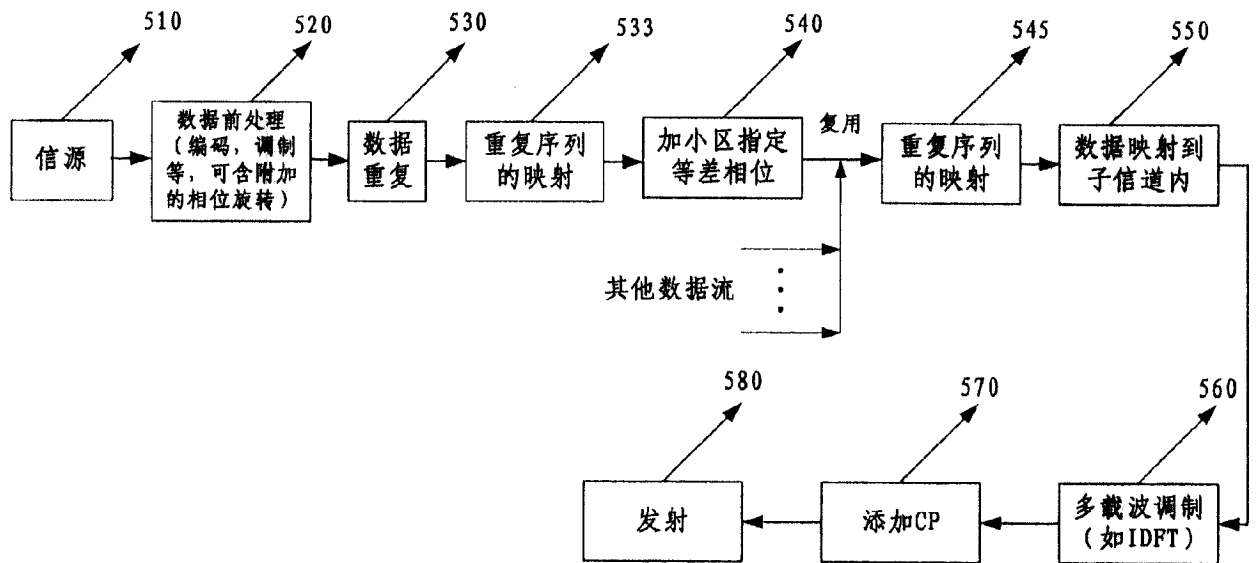 510
520
530
533
540
545
550
信源
数据前处理
(编码,调制
等,可含附加
的相位旋转)
数据
重复
重复序列
的映射
加小区指定
等差相位
复用
重复序列
的映射
数据映射到
子信道内
其他数据流
580
570
560
发射
添加CP
多载波调制
(如IDFT)